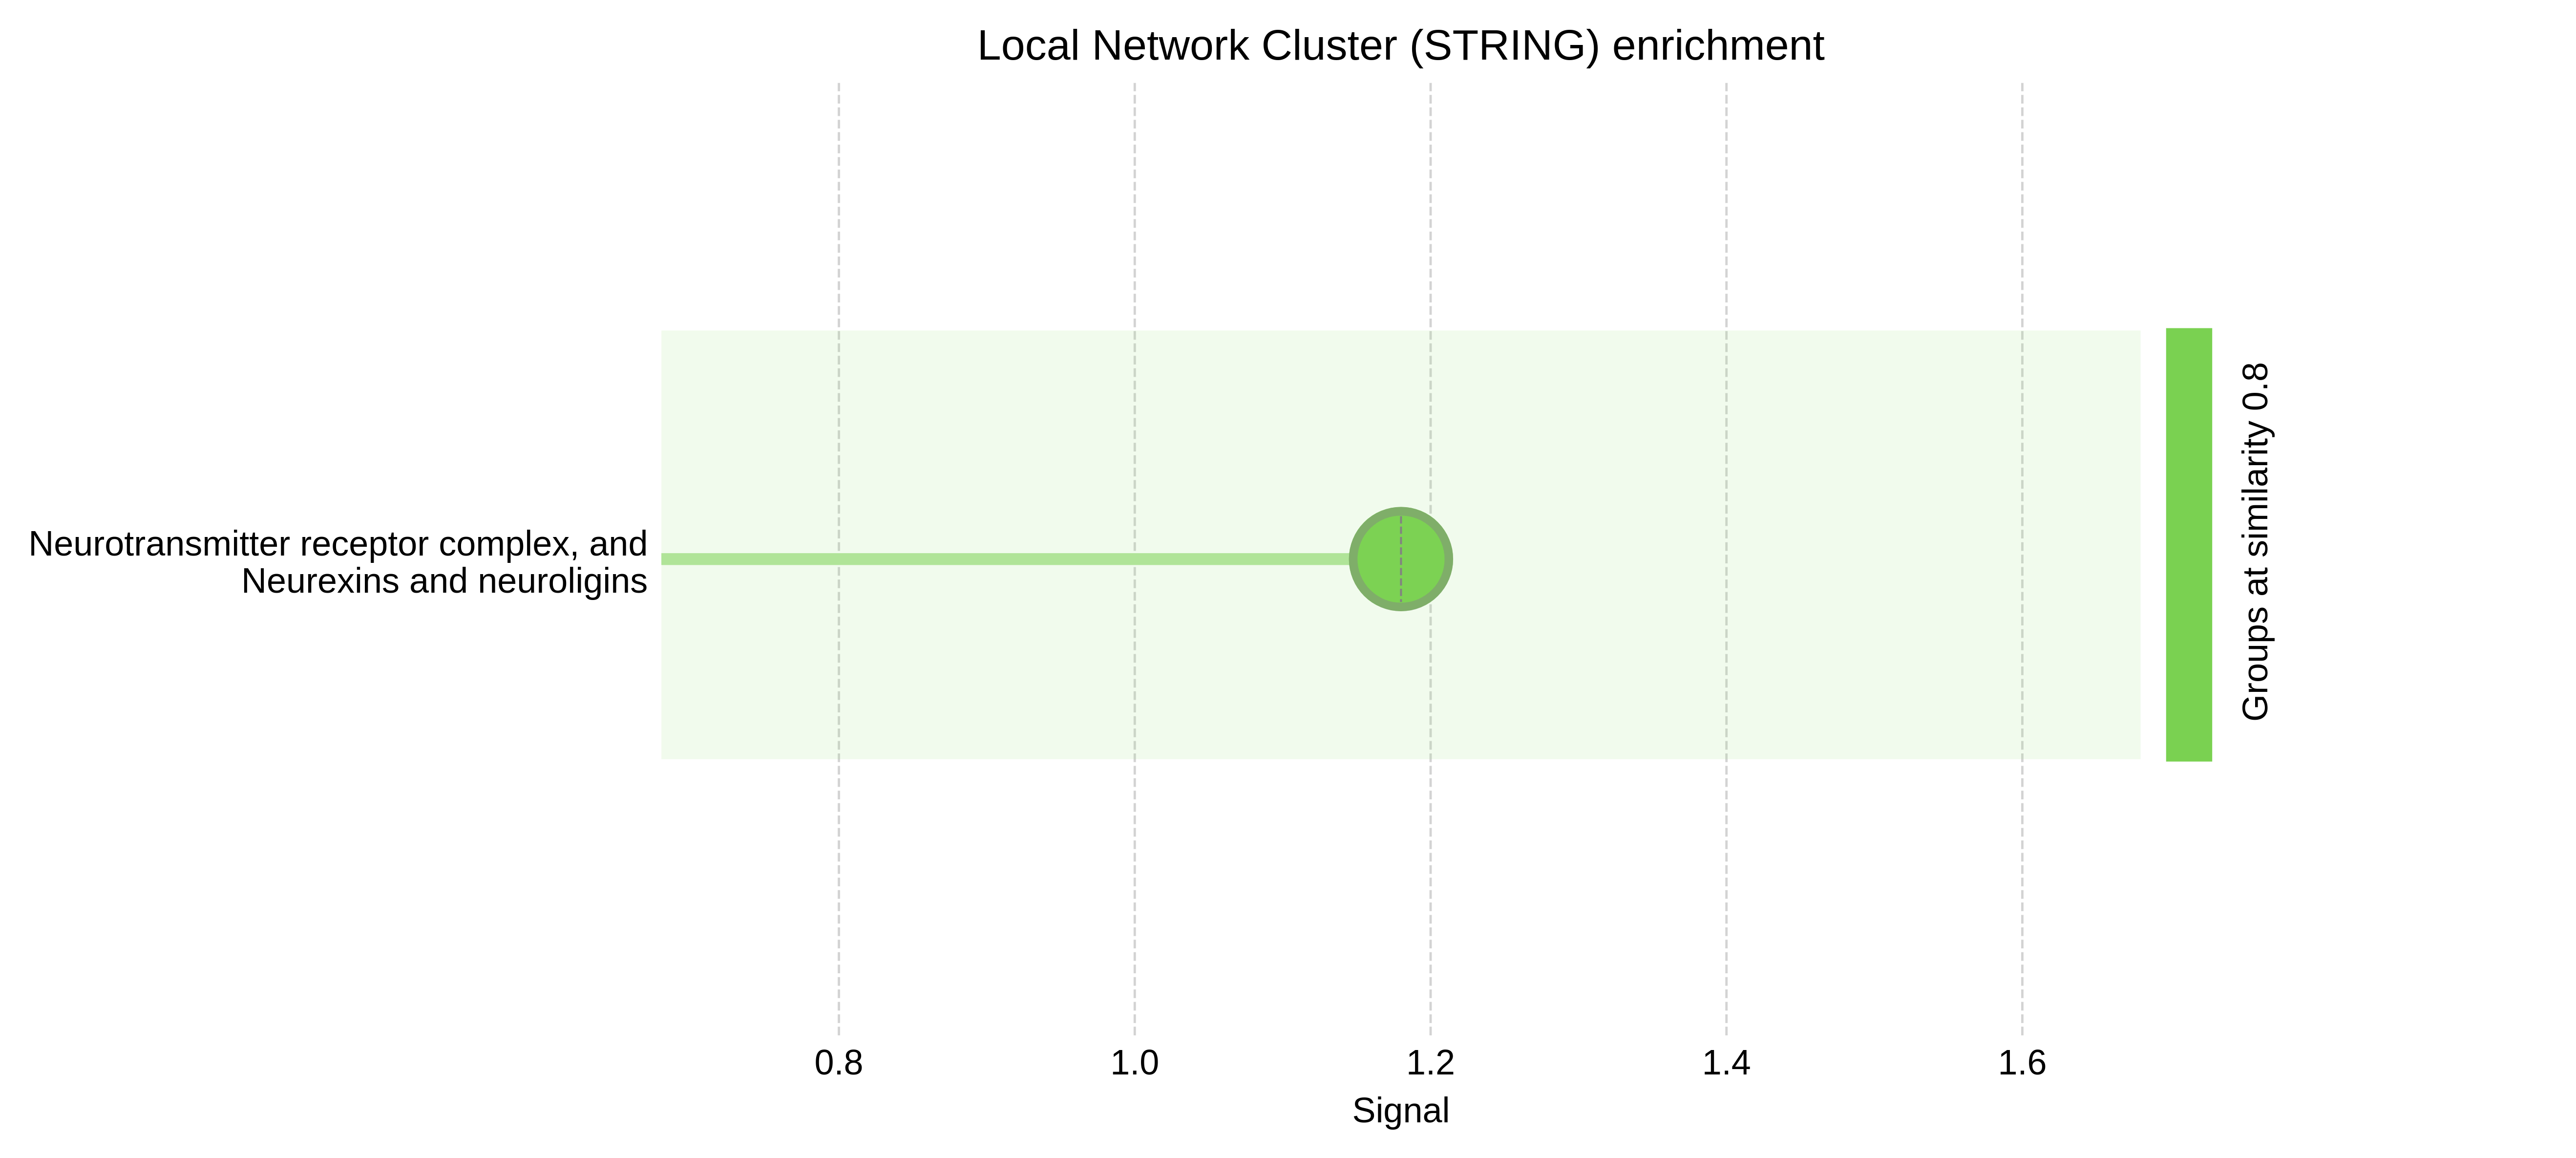 Local Network Cluster (STRING) enrichment
Neurotransmitter receptor complex, and
Neurexins and neuroligins
Groups at similarity 0.8
0.8 1.0 1.2 1.4 1.6
Signal